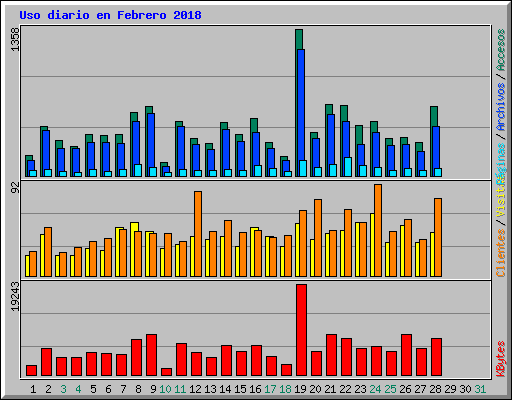 Uso diario en Febrero 2018
1358
92
19243
Accesos / Archivos / Páginas
Clientes / Visitas
KBytes
1 2 3 4 5 6 7 8 9 10 11 12 13 14 15 16 17 18 19 20 21 22 23 24 25 26 27 28 29 30 31